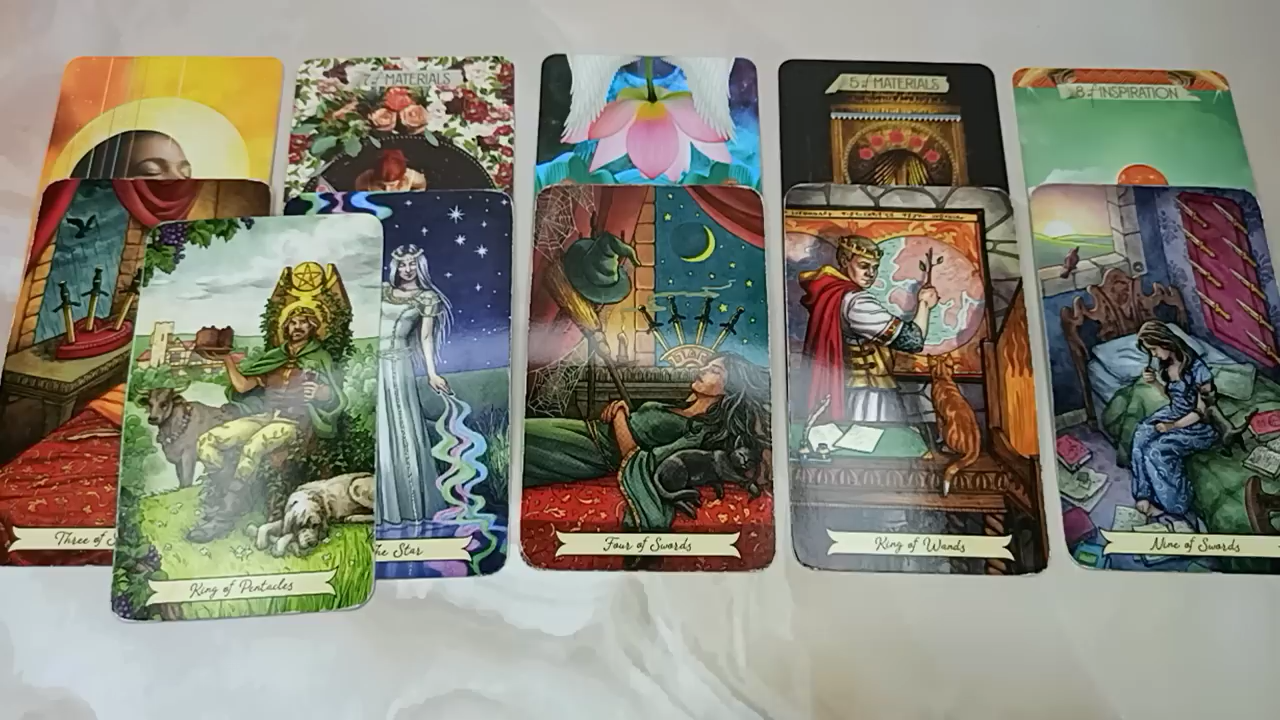 7 of MATERIALS
5 of MATERIALS
8 of INSPIRATION
Three of S
King of Pentacles
he Star
Four of Swords
King of Wands
Nine of Swords